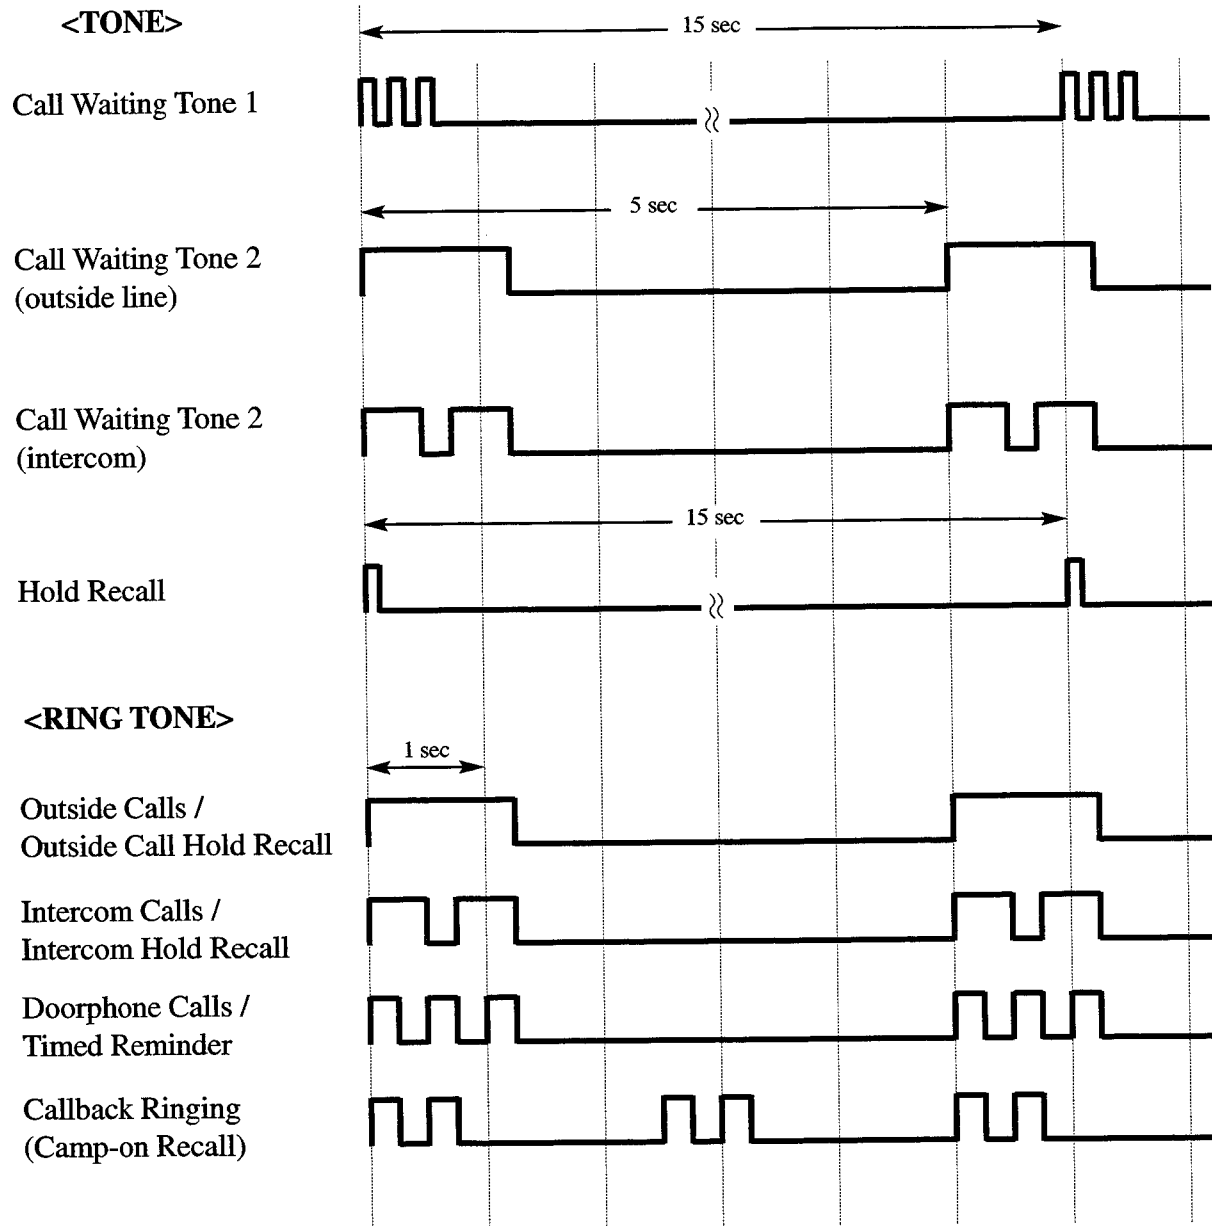 <TONE>
15 sec
Call Waiting Tone 1
5 sec
Call Waiting Tone 2
(outside line)
Call Waiting Tone 2
(intercom)
15 sec
Hold Recall
<RING TONE>
1 sec
Outside Calls /
Outside Call Hold Recall
Intercom Calls /
Intercom Hold Recall
Doorphone Calls /
Timed Reminder
Callback Ringing
(Camp-on Recall)